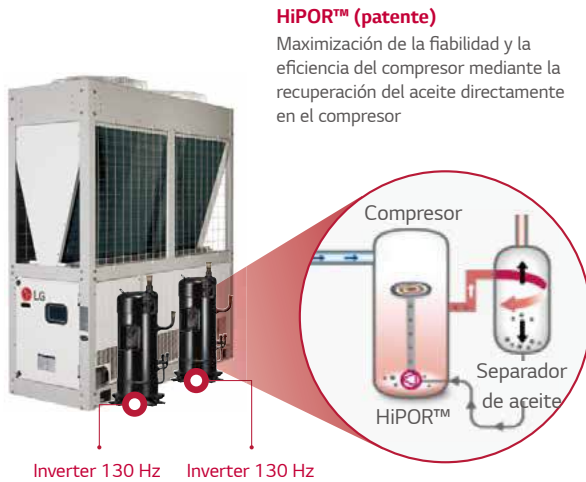 HiPOR™ (patente)
Maximización de la fiabilidad y la
eficiencia del compresor mediante la
recuperación del aceite directamente
en el compresor
Compresor
LG
Separador
de aceite
HiPOR™
Inverter 130 Hz
Inverter 130 Hz